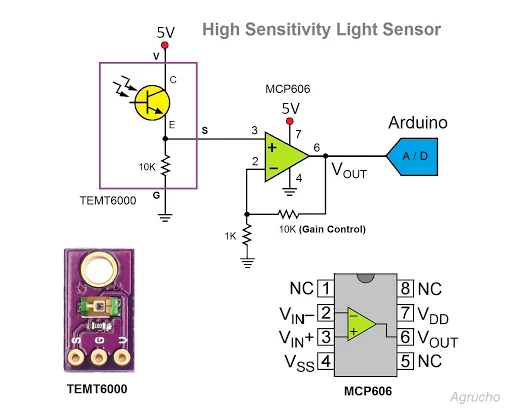 High Sensitivity Light Sensor
5V
V
C
E
S
10K
G
TEMT6000
MCP606
5V
3
7
2
6
4
VOUT
Arduino
A / D
1K
10K (Gain Control)
S G V
TEMT6000
NC 1 8 NC
VIN– 2 7 VDD
VIN+ 3 6 VOUT
VSS 4 5 NC
MCP606
Agrucho